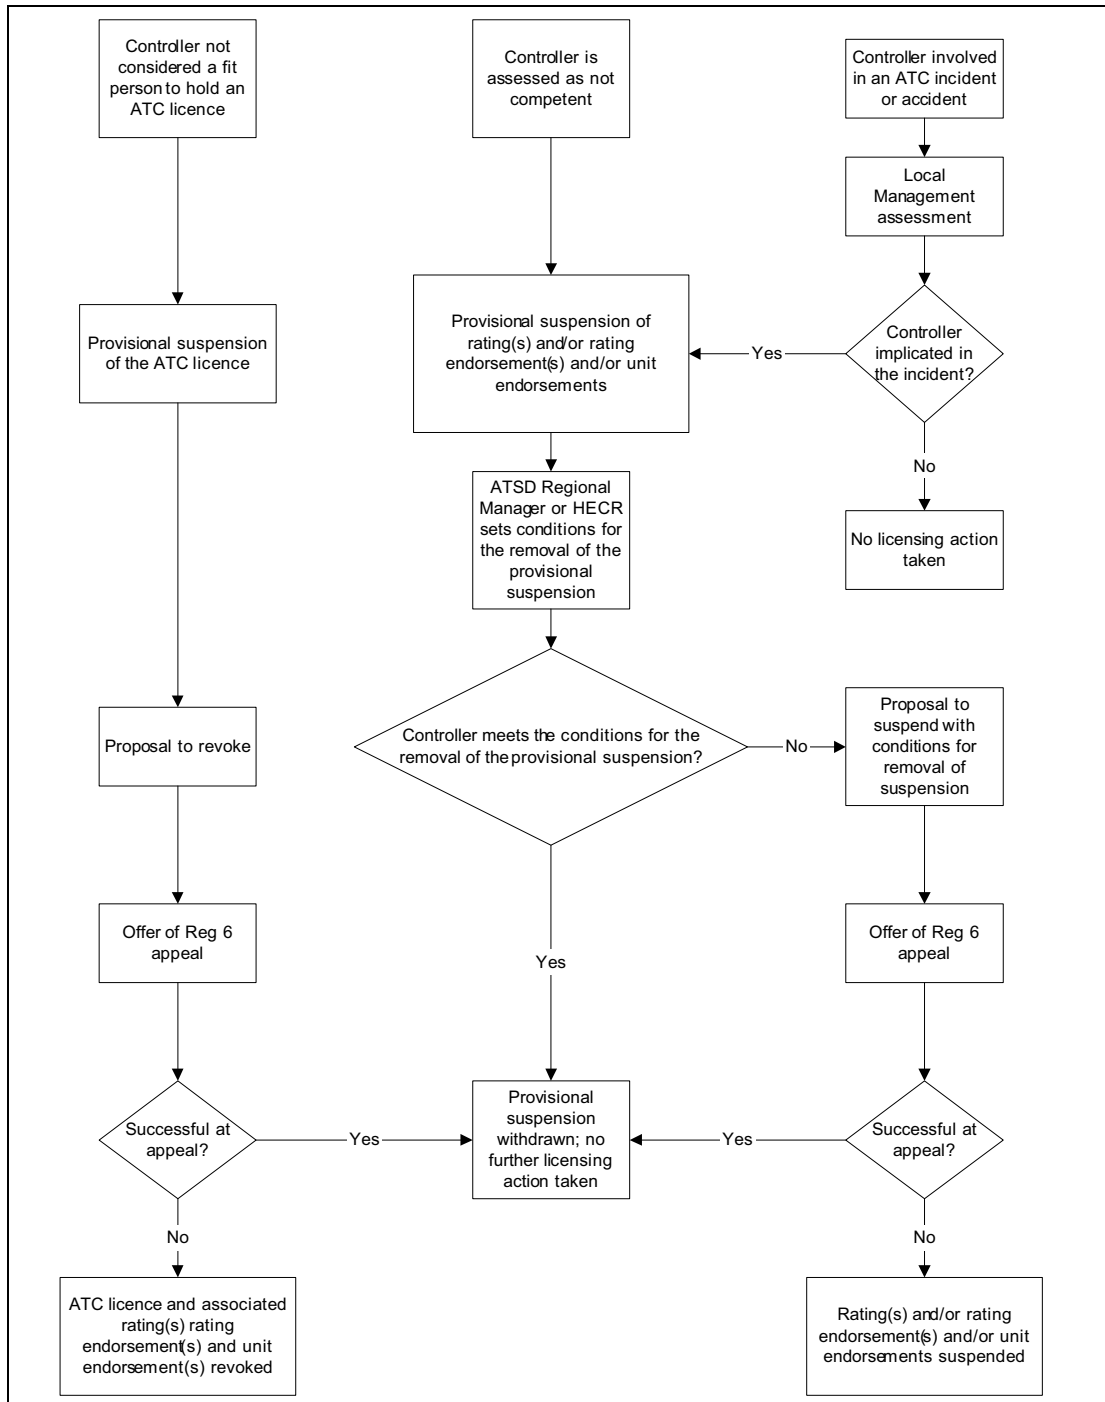 Controller not
considered a fit
person to hold an
ATC licence
Provisional suspension
of the ATC licence
Proposal to revoke
Offer of Reg 6
appeal
Successful at
appeal?
Yes
No
ATC licence and associated
rating(s) rating
endorsement(s) and unit
endorsement(s) revoked
Controller is
assessed as not
competent
Provisional suspension of
rating(s) and/or rating
endorsement(s) and/or unit
endorsements
ATSD Regional
Manager or HECR
sets conditions for
the removal of the
provisional
suspension
Controller meets the conditions for the
removal of the provisional suspension?
No
Yes
Provisional
suspension
withdrawn; no
further licensing
action taken
Controller involved
in an ATC incident
or accident
Local
Management
assessment
Controller
implicated in
the incident?
Yes
No
No licensing action
taken
Proposal to
suspend with
conditions for
removal of
suspension
Offer of Reg 6
appeal
Successful at
appeal?
Yes
No
Rating(s) and/or rating
endorsement(s) and/or unit
endorsements suspended